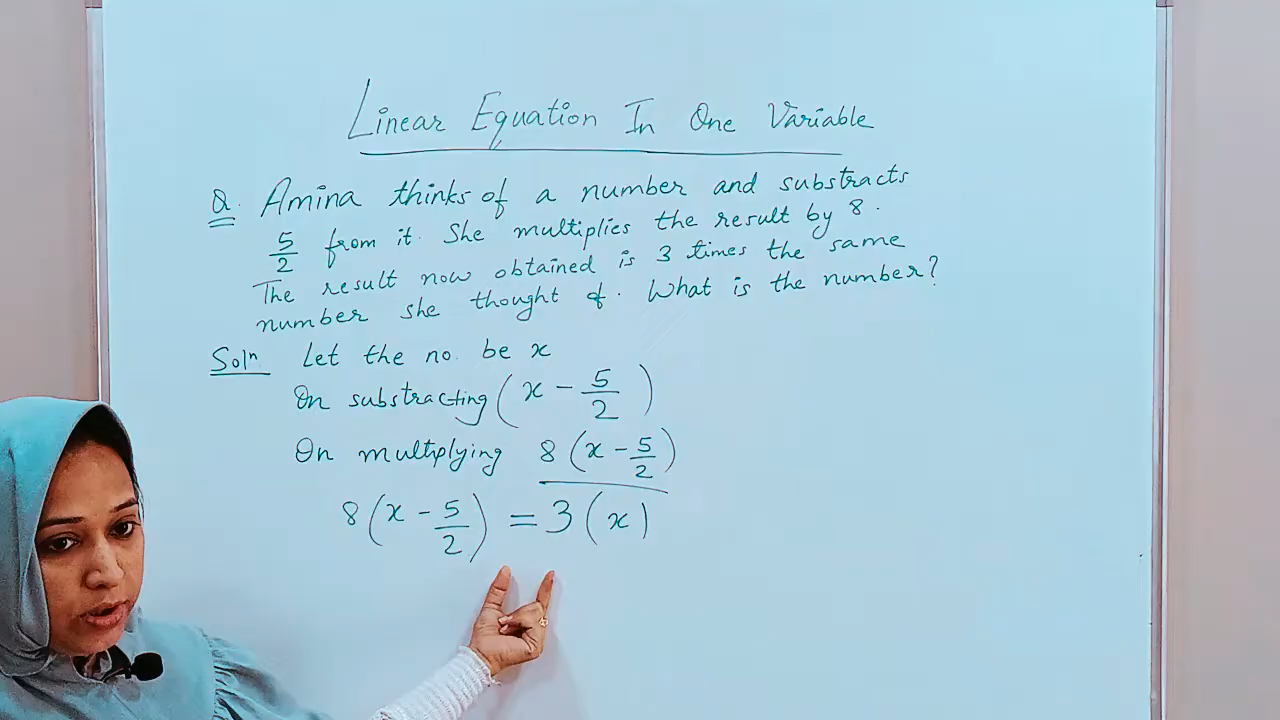 Linear Equation In One Variable
Q. Amina thinks of a number and substracts
5/2 from it. She multiplies the result by 8.
The result now obtained is 3 times the same
number she thought of. What is the number?
Solⁿ Let the no. be x
On substracting (x - 5/2)
On multiplying 8(x - 5/2)
8(x - 5/2) = 3(x)